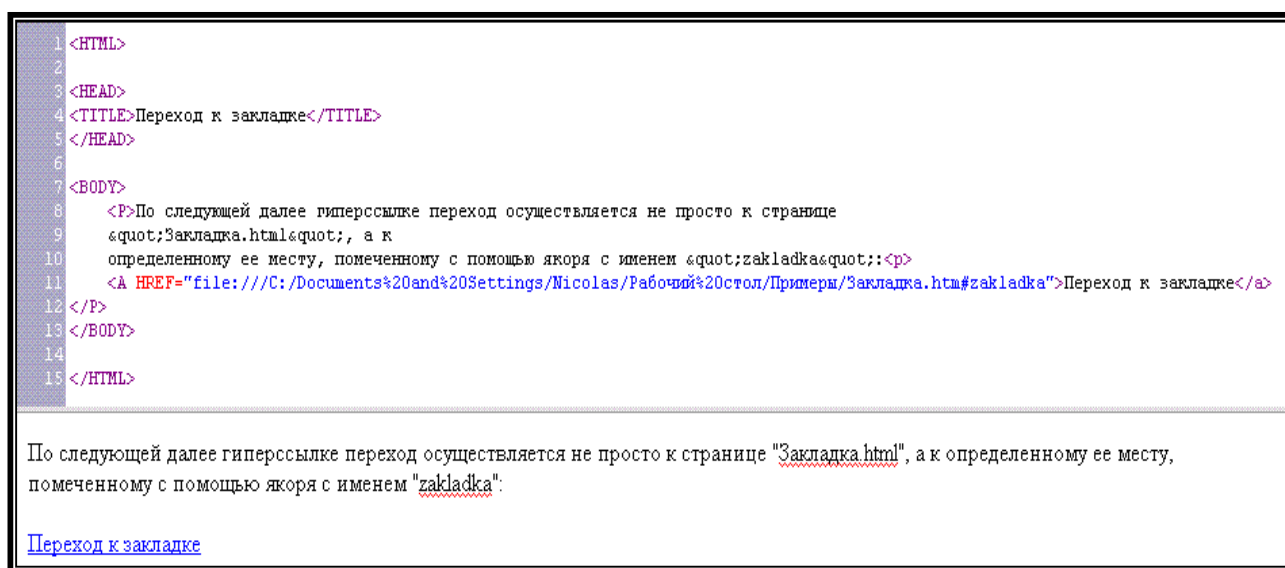 1 <HTML>
2
3 <HEAD>
4 <TITLE>Переход к закладке</TITLE>
5 </HEAD>
6
7 <BODY>
8 <P>По следующей далее гиперссылке переход осуществляется не просто к странице
9 &quot;Закладка.html&quot;, а к
10 определенному ее месту, помеченному с помощью якоря с именем &quot;zakladka&quot;:<p>
11 <A HREF="file:///C:/Documents%20and%20Settings/Nicolas/Рабочий%20стол/Примеры/Закладка.htm#zakladka">Переход к закладке</a>
12 </P>
13 </BODY>
14
15 </HTML>
По следующей далее гиперссылке переход осуществляется не просто к странице "Закладка.html", а к определенному ее месту,
помеченному с помощью якоря с именем "zakladka":
Переход к закладке